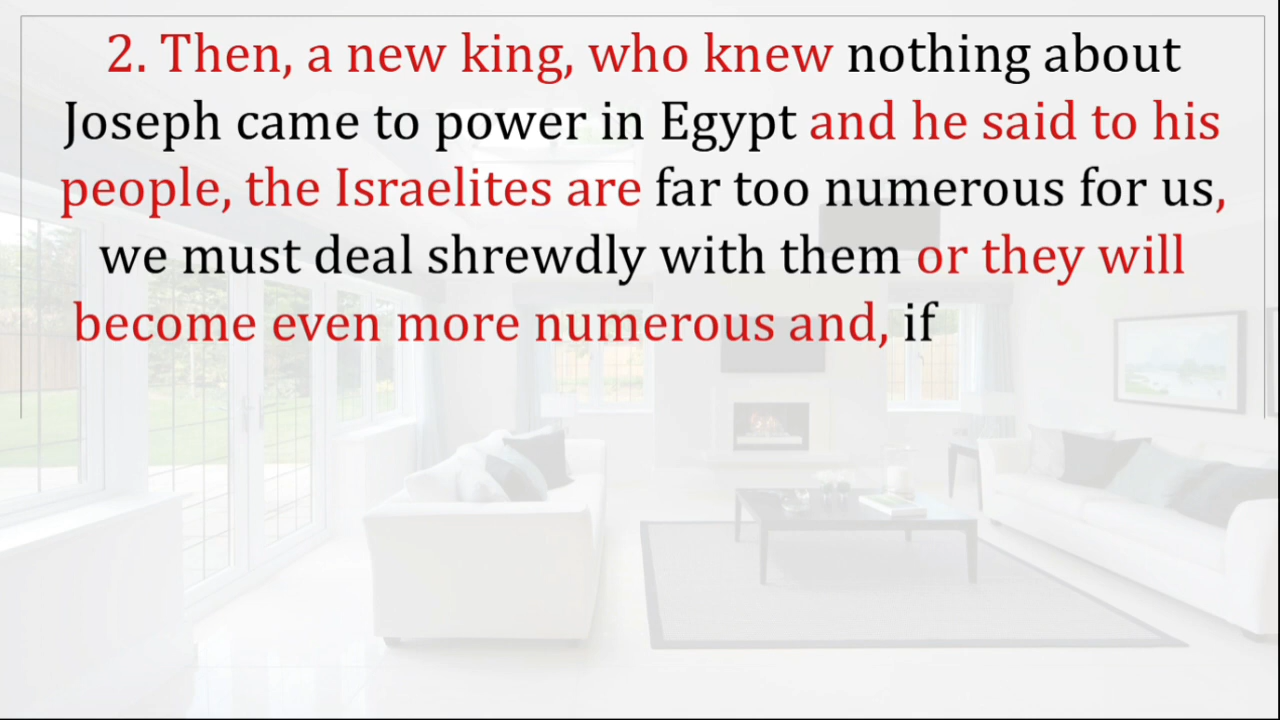 2. Then, a new king, who knew nothing about
Joseph came to power in Egypt and he said to his
people, the Israelites are far too numerous for us,
we must deal shrewdly with them or they will
become even more numerous and, if